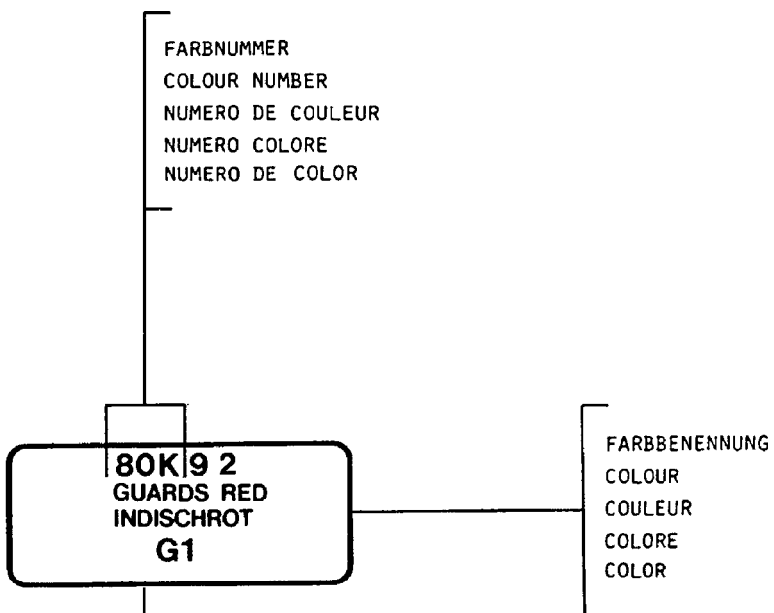 FARBNUMMER
COLOUR NUMBER
NUMERO DE COULEUR
NUMERO COLORE
NUMERO DE COLOR
80K 9 2
GUARDS RED
INDISCHROT
G1
FARBBENENNUNG
COLOUR
COULEUR
COLORE
COLOR